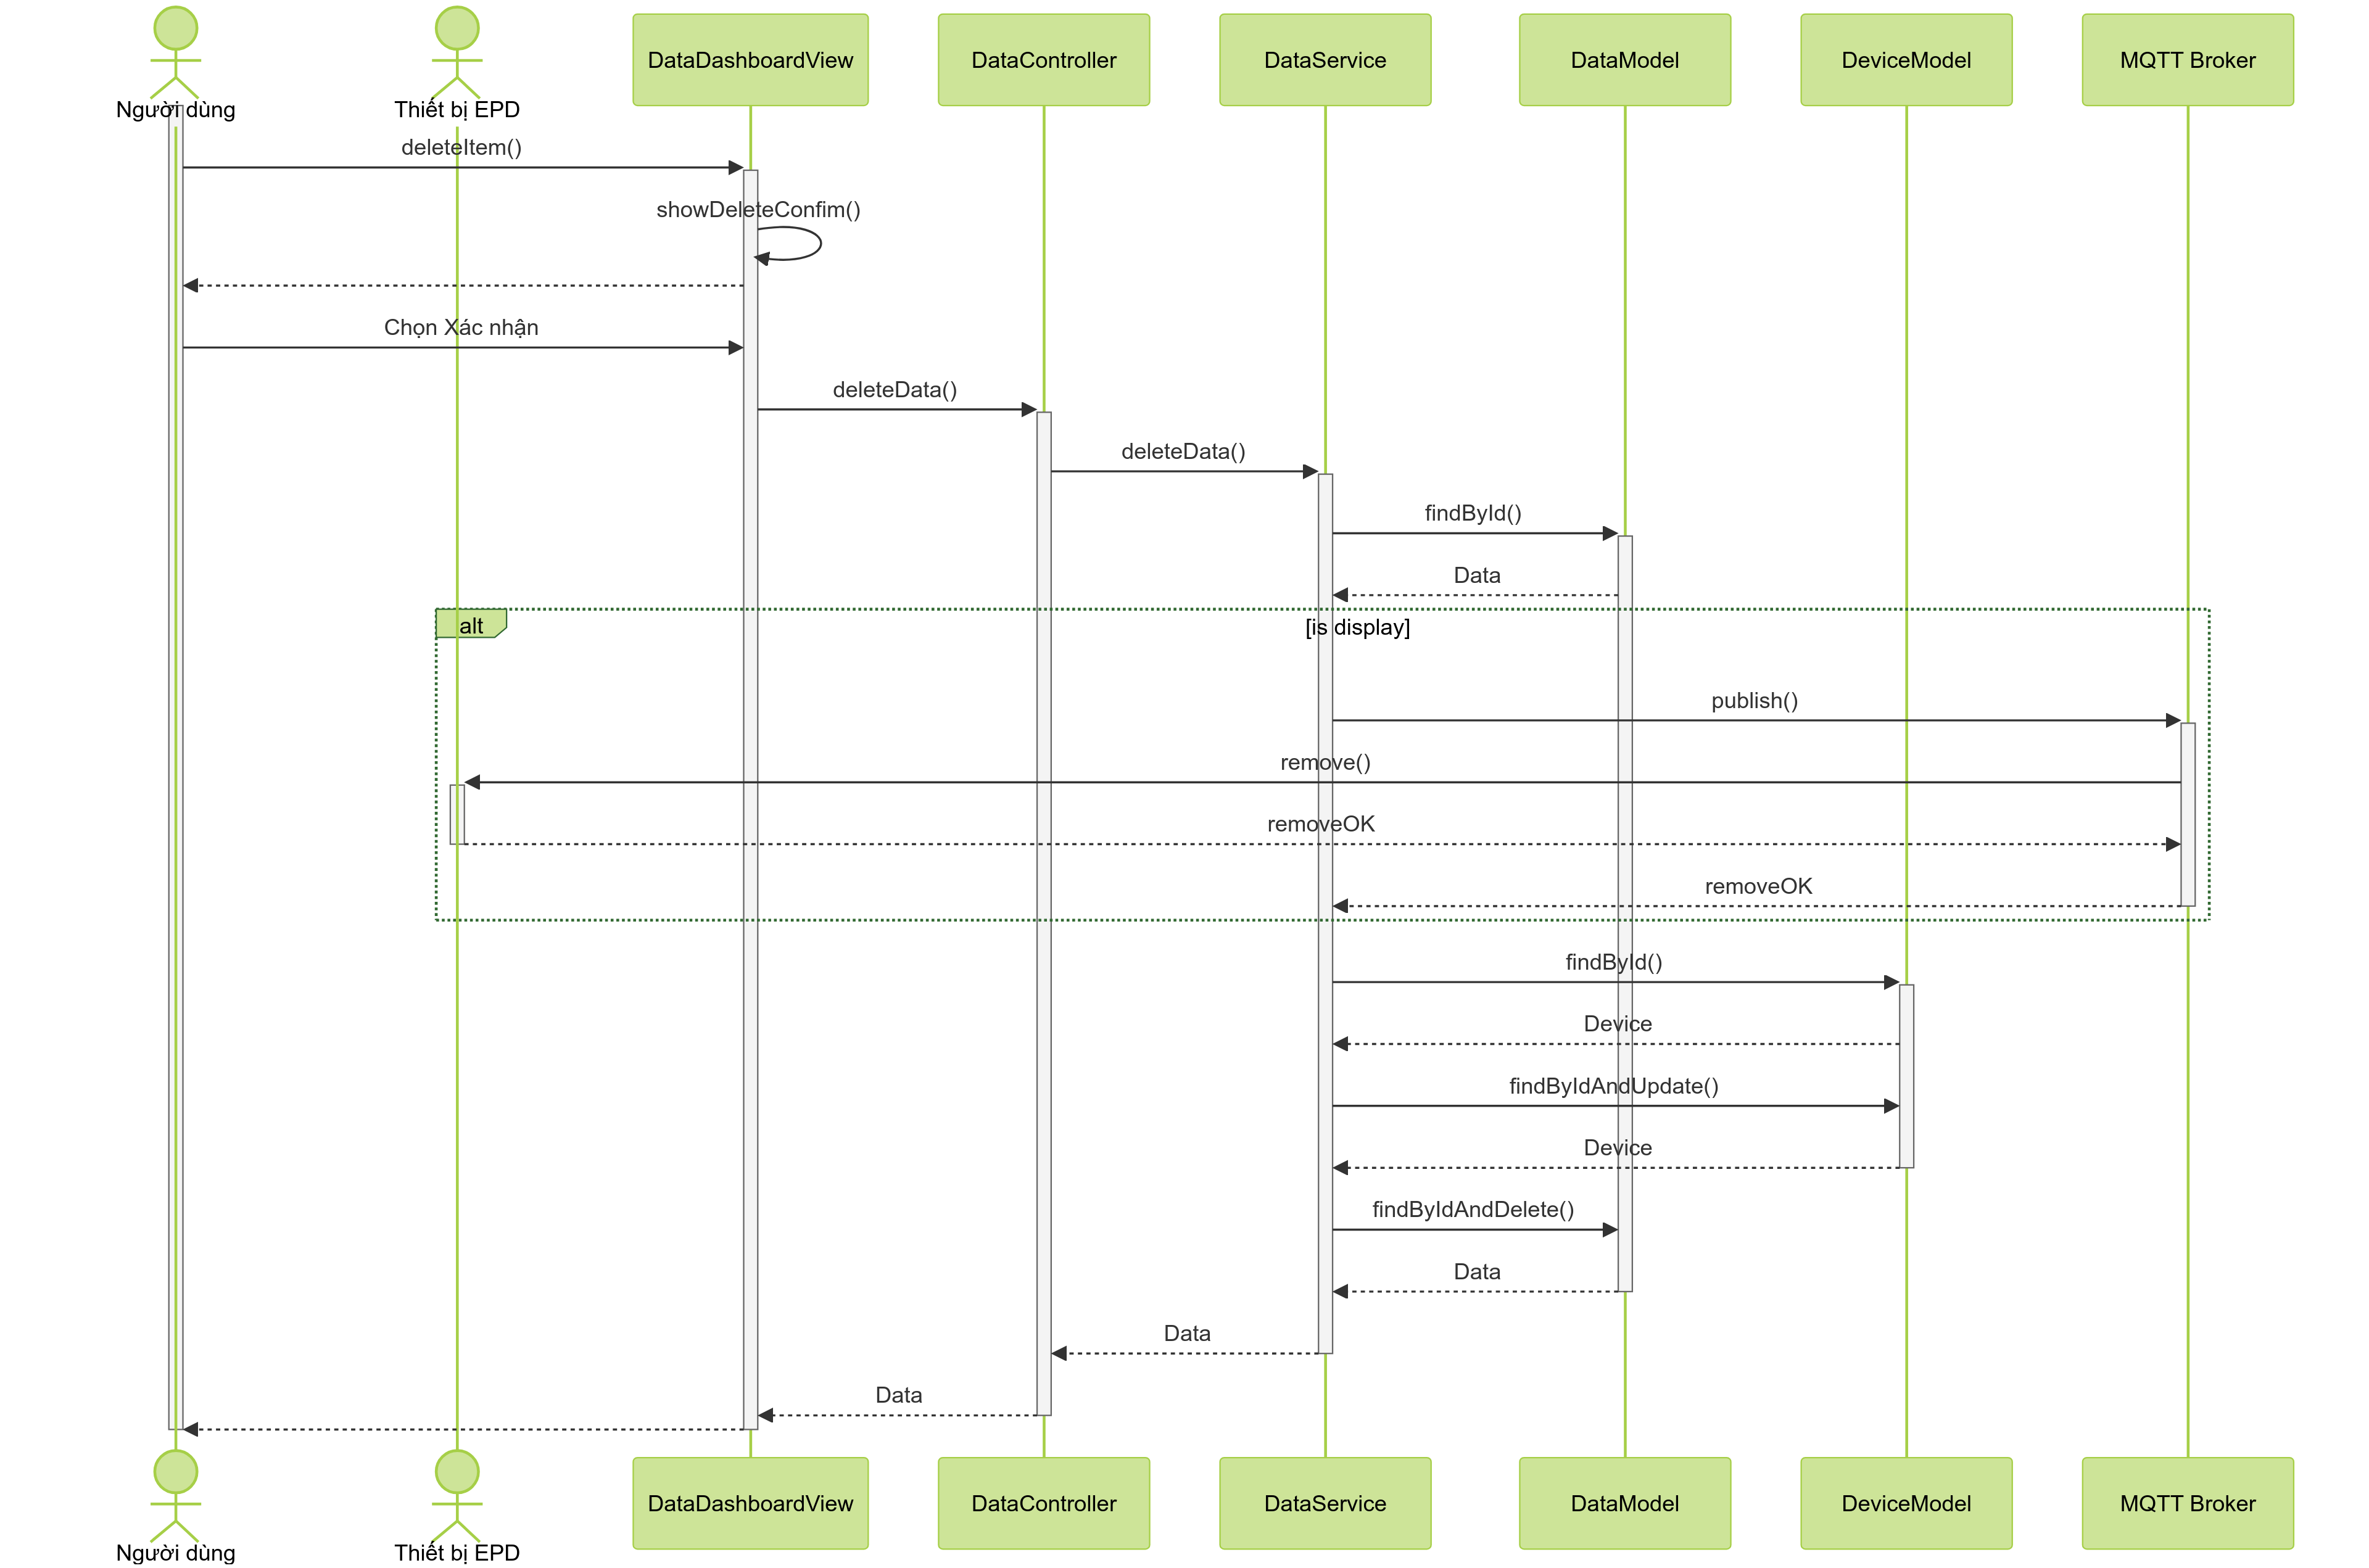 Người dùng
Thiết bị EPD
DataDashboardView
DataController
DataService
DataModel
DeviceModel
MQTT Broker
deleteItem()
showDeleteConfim()
Chọn Xác nhận
deleteData()
deleteData()
findById()
Data
alt
[is display]
publish()
remove()
removeOK
removeOK
findById()
Device
findByIdAndUpdate()
Device
findByIdAndDelete()
Data
Data
Data
Người dùng
Thiết bị EPD
DataDashboardView
DataController
DataService
DataModel
DeviceModel
MQTT Broker